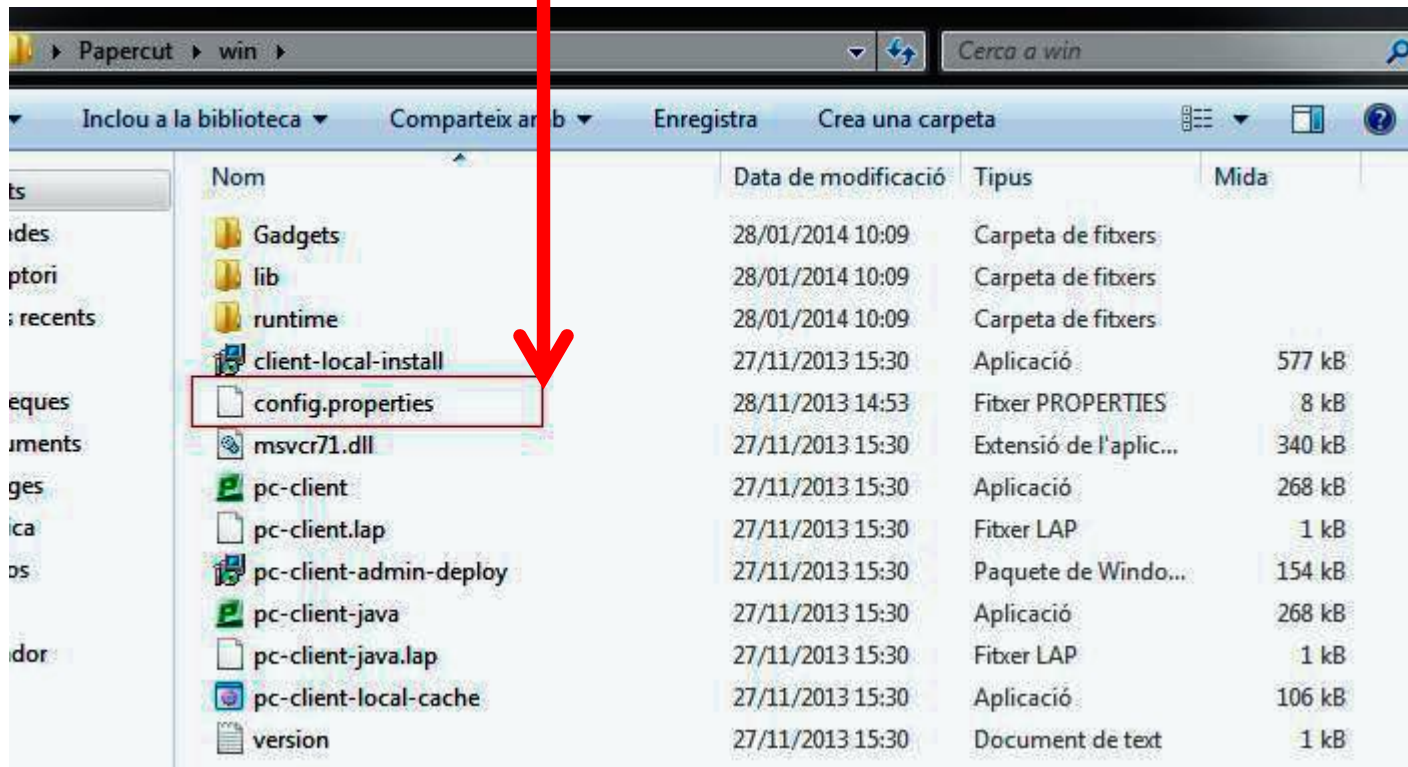 Papercut win Cerca a win
Inclou a la biblioteca Comparteix amb Enregistra Crea una carpeta
Nom Data de modificació Tipus Mida
ts
ades Gadgets 28/01/2014 10:09 Carpeta de fitxers
ptori lib 28/01/2014 10:09 Carpeta de fitxers
s recents runtime 28/01/2014 10:09 Carpeta de fitxers
client-local-install 27/11/2013 15:30 Aplicació 577 kB
eques config.properties 28/11/2013 14:53 Fitxer PROPERTIES 8 kB
uments msvcr71.dll 27/11/2013 15:30 Extensió de l'aplic... 340 kB
ges pc-client 27/11/2013 15:30 Aplicació 268 kB
ca pc-client.lap 27/11/2013 15:30 Fitxer LAP 1 kB
os pc-client-admin-deploy 27/11/2013 15:30 Paquete de Windo... 154 kB
pc-client-java 27/11/2013 15:30 Aplicació 268 kB
dor pc-client-java.lap 27/11/2013 15:30 Fitxer LAP 1 kB
pc-client-local-cache 27/11/2013 15:30 Aplicació 106 kB
version 27/11/2013 15:30 Document de text 1 kB